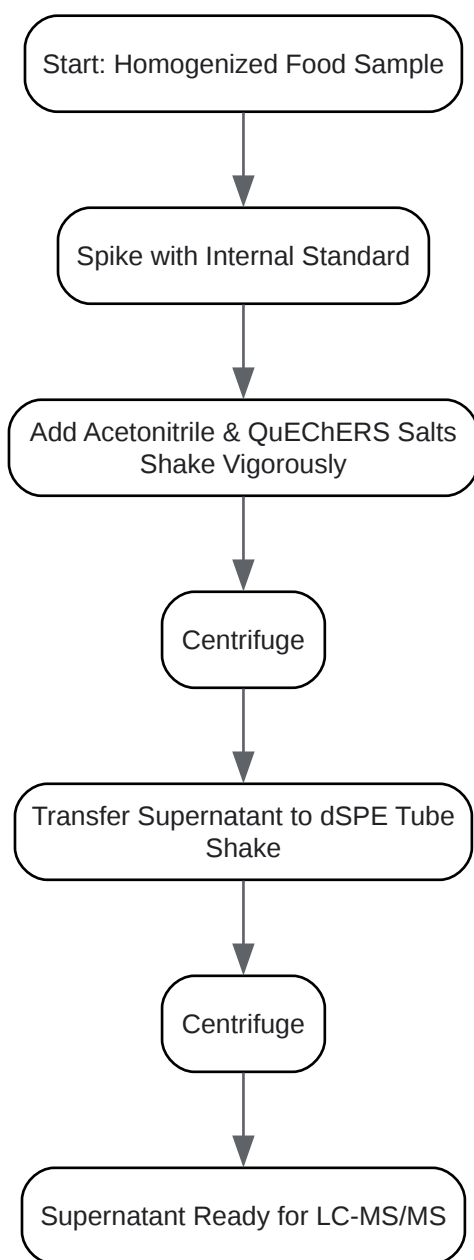 Start: Homogenized Food Sample
Spike with Internal Standard
Add Acetonitrile & QuEChERS Salts
Shake Vigorously
Centrifuge
Transfer Supernatant to dSPE Tube
Shake
Centrifuge
Supernatant Ready for LC-MS/MS